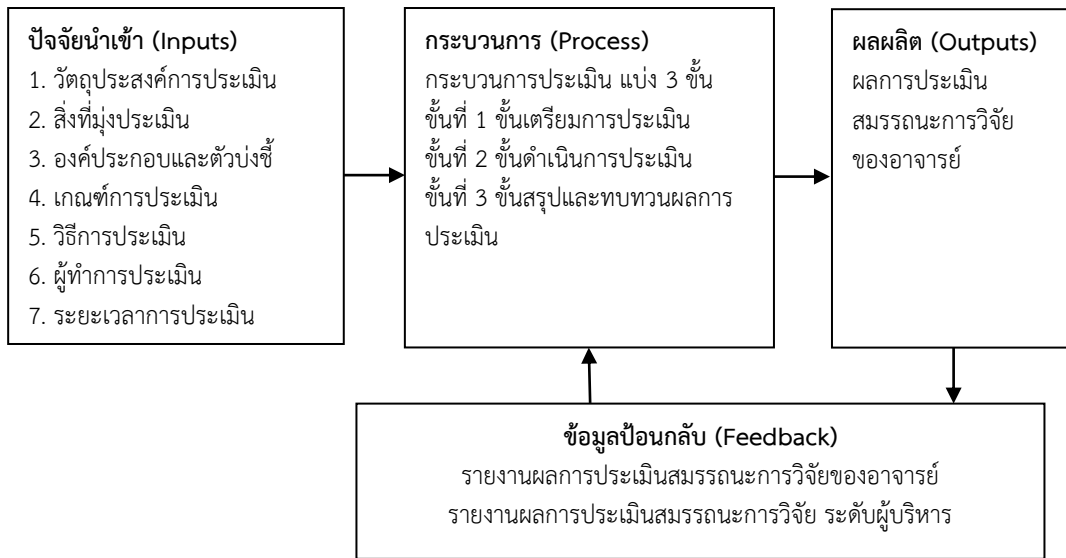 ปัจจัยนำเข้า (Inputs)
1. วัตถุประสงค์การประเมิน
2. สิ่งที่มุ่งประเมิน
3. องค์ประกอบและตัวบ่งชี้
4. เกณฑ์การประเมิน
5. วิธีการประเมิน
6. ผู้ทำการประเมิน
7. ระยะเวลาการประเมิน
กระบวนการ (Process)
กระบวนการประเมิน แบ่ง 3 ขั้น
ขั้นที่ 1 ขั้นเตรียมการประเมิน
ขั้นที่ 2 ขั้นดำเนินการประเมิน
ขั้นที่ 3 ขั้นสรุปและทบทวนผลการ
ประเมิน
ผลผลิต (Outputs)
ผลการประเมิน
สมรรถนะการวิจัย
ของอาจารย์
ข้อมูลป้อนกลับ (Feedback)
รายงานผลการประเมินสมรรถนะการวิจัยของอาจารย์
รายงานผลการประเมินสมรรถนะการวิจัย ระดับผู้บริหาร